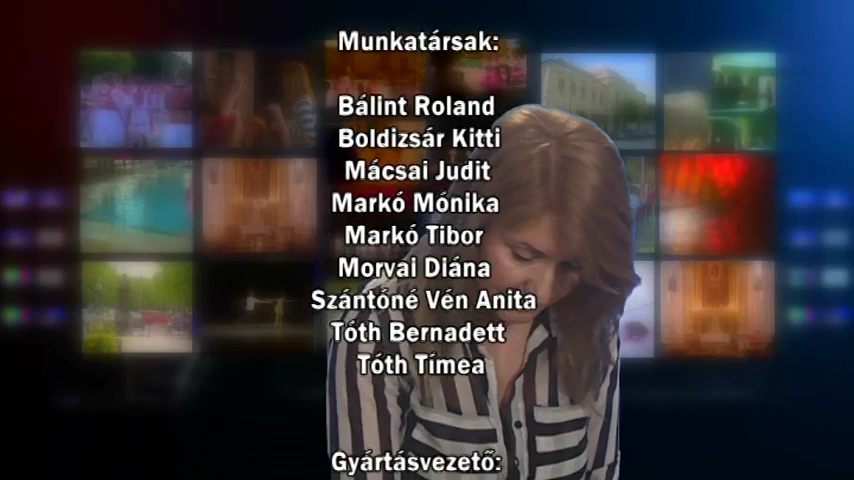 Munkatársak:
Bálint Roland
Boldizsár Kitti
Mácsai Judit
Markó Mónika
Markó Tibor
Morvai Diána
Szántóné Vén Anita
Tóth Bernadett
Tóth Tímea
Gyártásvezető: